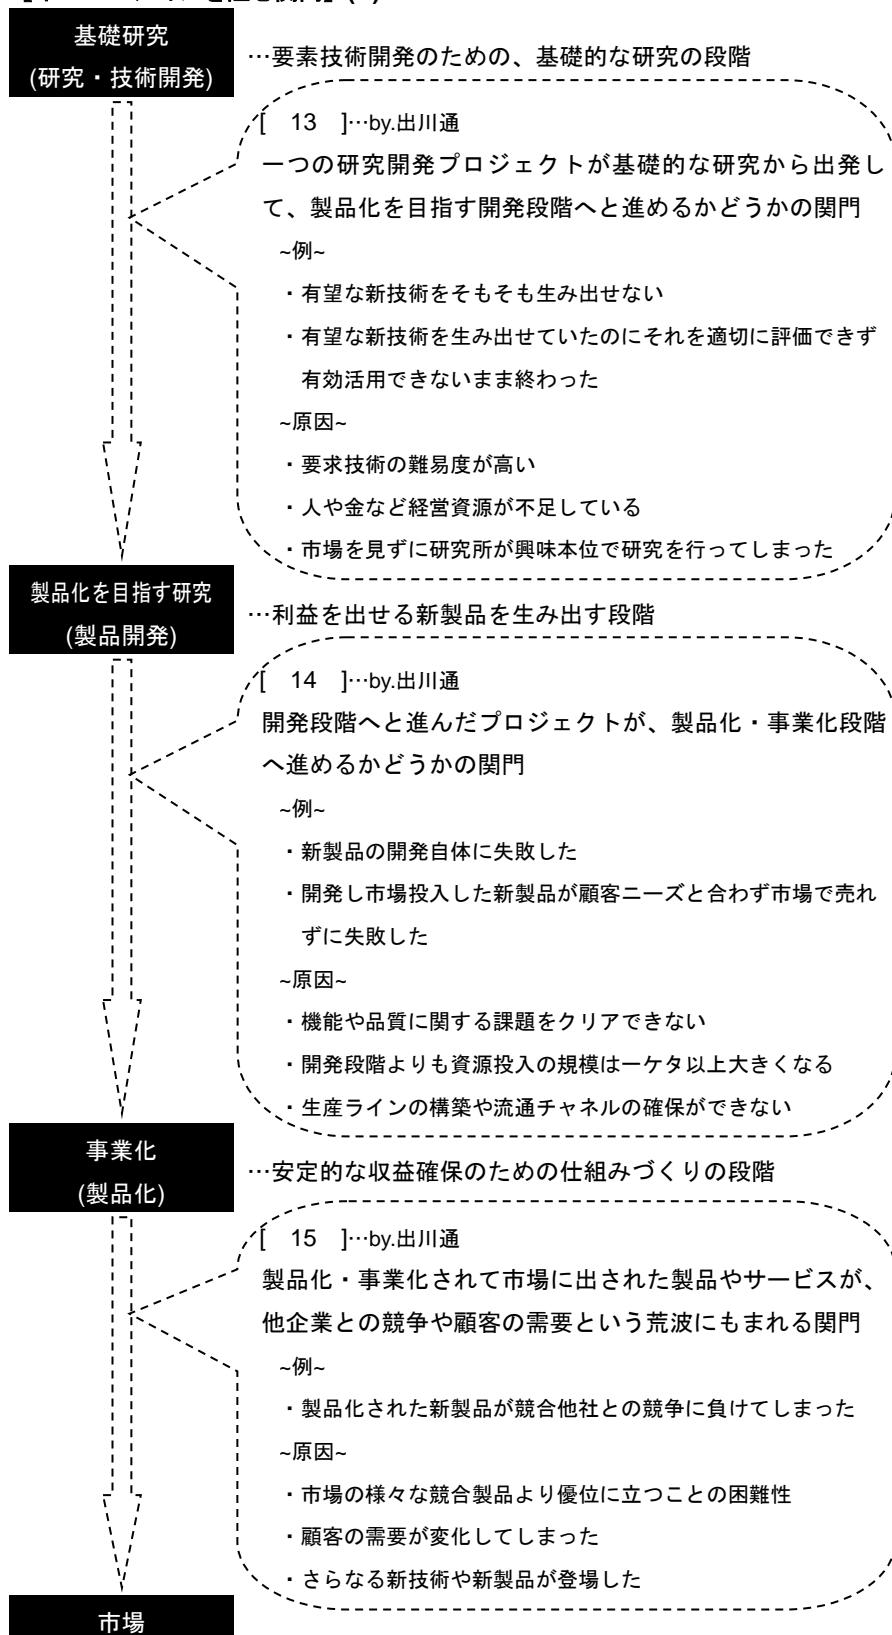 基礎研究
(研究・技術開発)
…要素技術開発のための、基礎的な研究の段階
[　13　]…by.出川通
一つの研究開発プロジェクトが基礎的な研究から出発し
て、製品化を目指す開発段階へと進めるかどうかの関門
~例~
・有望な新技術をそもそも生み出せない
・有望な新技術を生み出せていたのにそれを適切に評価できず
有効活用できないまま終わった
~原因~
・要求技術の難易度が高い
・人や金など経営資源が不足している
・市場を見ずに研究所が興味本位で研究を行ってしまった
製品化を目指す研究
(製品開発)
…利益を出せる新製品を生み出す段階
[　14　]…by.出川通
開発段階へと進んだプロジェクトが、製品化・事業化段階
へ進めるかどうかの関門
~例~
・新製品の開発自体に失敗した
・開発し市場投入した新製品が顧客ニーズと合わず市場で売れ
ずに失敗した
~原因~
・機能や品質に関する課題をクリアできない
・開発段階よりも資源投入の規模は一ケタ以上大きくなる
・生産ラインの構築や流通チャネルの確保ができない
事業化
(製品化)
…安定的な収益確保のための仕組みづくりの段階
[　15　]…by.出川通
製品化・事業化されて市場に出された製品やサービスが、
他企業との競争や顧客の需要という荒波にもまれる関門
~例~
・製品化された新製品が競合他社との競争に負けてしまった
~原因~
・市場の様々な競合製品より優位に立つことの困難性
・顧客の需要が変化してしまった
・さらなる新技術や新製品が登場した
市場